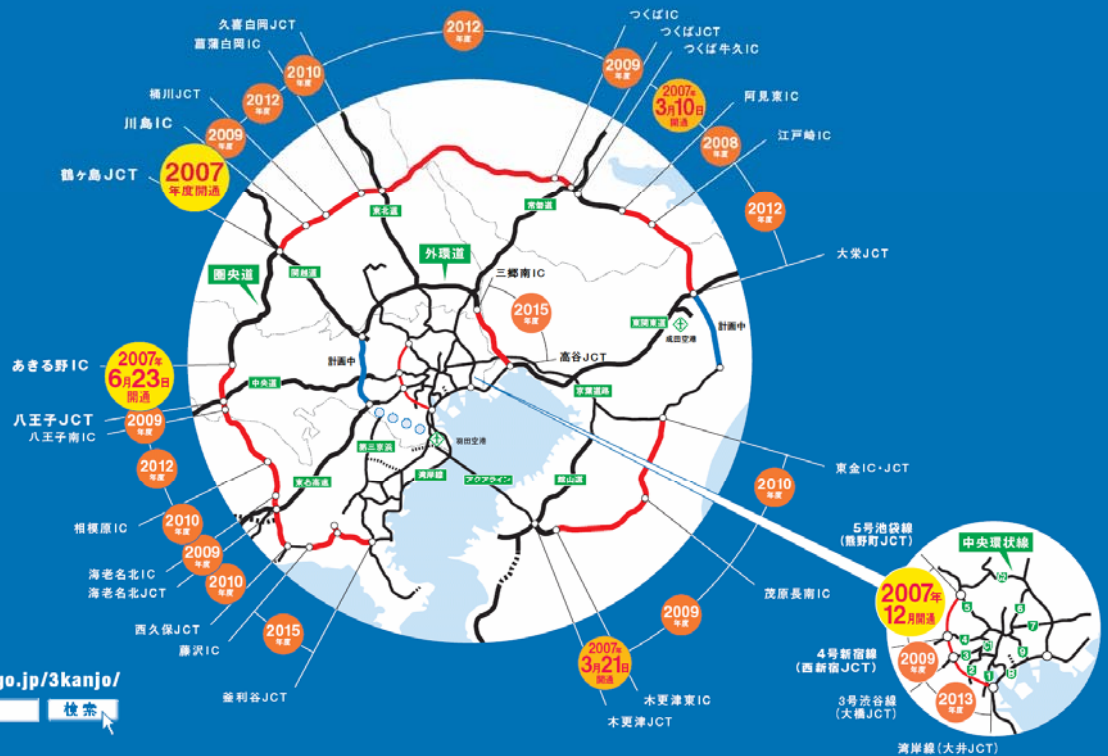 久喜白岡JCT
菖蒲白岡IC
桶川JCT
川島IC
鶴ヶ島JCT
2010
年度
2012
年度
2009
年度
2007
年度開通
2012
年度
つくばIC
つくばJCT
つくば牛久IC
2009
年度
2007年
3月10日
開通
阿見東IC
2008
年度
江戸崎IC
2012
年度
大栄JCT
東北道
常磐道
圏央道
関越道
外環道
三郷南IC
2015
年度
高谷JCT
東関東道
成田空港
計画中
計画中
あきる野IC
2007年
6月23日
開通
中央道
京葉道路
八王子JCT
八王子南IC
2009
年度
2012
年度
第三京浜
羽田空港
東名高速
湾岸線
アクアライン
館山道
東金IC・JCT
2010
年度
相模原IC
2010
年度
海老名北IC
2009
年度
海老名北JCT
2010
年度
西久保JCT
藤沢IC
2015
年度
釜利谷JCT
茂原長南IC
2009
年度
2007年
3月21日
開通
木更津東IC
木更津JCT
5号池袋線
(熊野町JCT)
中央環状線
2007年
12月開通
C2
5
6
7
4
C1
3
9
2
1
B
4号新宿線
(西新宿JCT)
2009
年度
3号渋谷線
(大橋JCT)
2013
年度
湾岸線(大井JCT)
go.jp/3kanjo/
検索